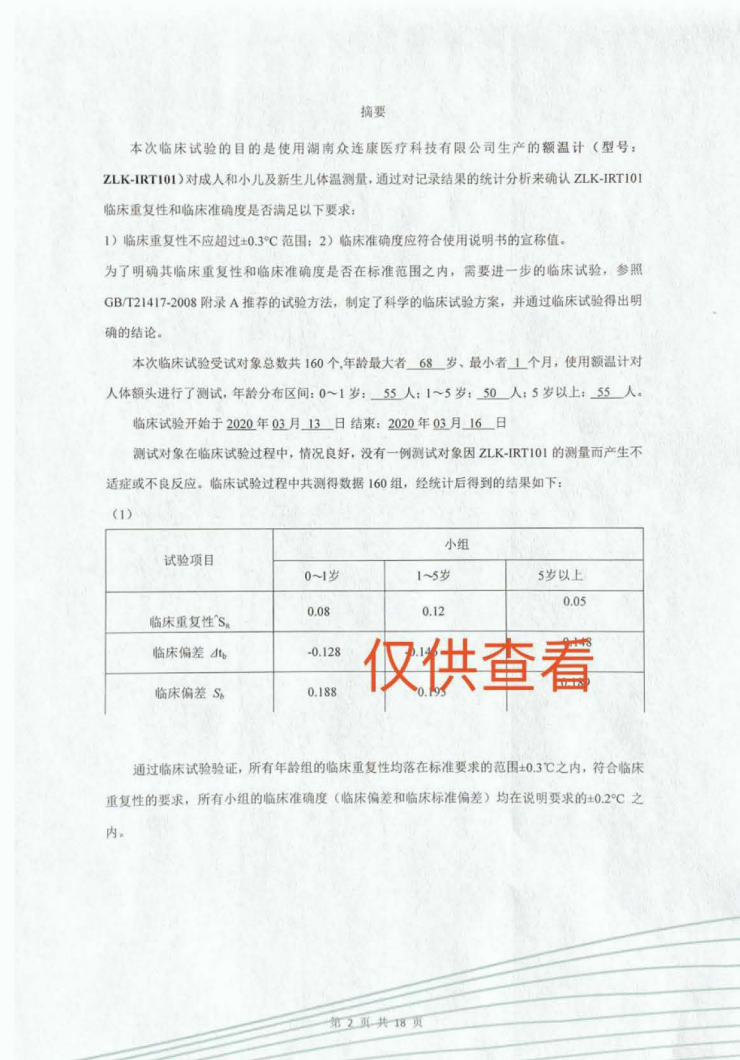 摘要
本次临床试验的目的是使用湖南众连康医疗科技有限公司生产的额温计（型号：
ZLK-IRT101）对成人和小儿及新生儿体温测量，通过对记录结果的统计分析来确认 ZLK-IRT101
临床重复性和临床准确度是否满足以下要求：
1）临床重复性不应超过±0.3°C 范围；2）临床准确度应符合使用说明书的宣称值。
为了明确其临床重复性和临床准确度是否在标准范围之内，需要进一步的临床试验，参照
GB/T21417-2008 附录 A 推荐的试验方法，制定了科学的临床试验方案，并通过临床试验得出明
确的结论。
本次临床试验受试对象总数共 160 个,年龄最大者 68 岁、最小者 1 个月，使用额温计对
人体额头进行了测试，年龄分布区间：0～1 岁： 55 人；1～5 岁： 50 人；5 岁以上： 55 人。
临床试验开始于 2020 年 03 月 13 日 结束：2020 年 03 月 16 日
测试对象在临床试验过程中，情况良好，没有一例测试对象因 ZLK-IRT101 的测量而产生不
适症或不良反应。临床试验过程中共测得数据 160 组，经统计后得到的结果如下：
（1）
试验项目 小组
0～1岁 1～5岁 5岁以上
临床重复性^SR 0.08 0.12 0.05
临床偏差 Δtb -0.128 -0.145 -0.148
临床偏差 Sb 0.188 0.193 0.189
仅供查看
通过临床试验验证，所有年龄组的临床重复性均落在标准要求的范围±0.3℃之内，符合临床
重复性的要求，所有小组的临床准确度（临床偏差和临床标准偏差）均在说明要求的±0.2°C 之
内。
第 2 页 共 18 页